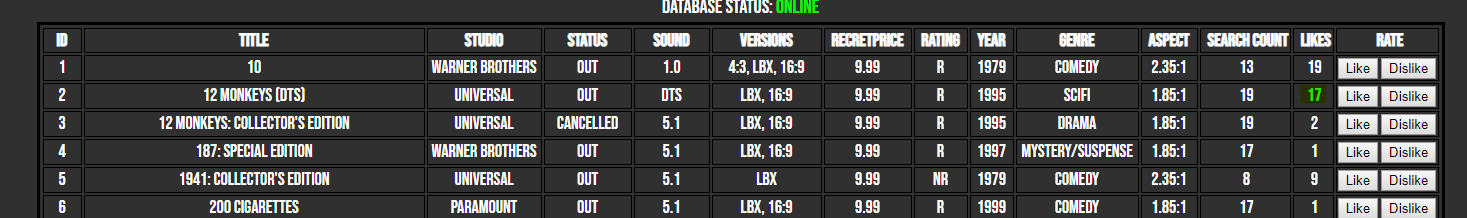 DATABASE STATUS: ONLINE
ID TITLE STUDIO STATUS SOUND VERSIONS RECRETPRICE RATING YEAR GENRE ASPECT SEARCH COUNT LIKES RATE
1 10 WARNER BROTHERS OUT 1.0 4:3, LBX, 16:9 9.99 R 1979 COMEDY 2.35:1 13 19 Like Dislike
2 12 MONKEYS (DTS) UNIVERSAL OUT DTS LBX, 16:9 9.99 R 1995 SCIFI 1.85:1 19 17 Like Dislike
3 12 MONKEYS: COLLECTOR'S EDITION UNIVERSAL CANCELLED 5.1 LBX, 16:9 9.99 R 1995 DRAMA 1.85:1 19 2 Like Dislike
4 187: SPECIAL EDITION WARNER BROTHERS OUT 5.1 LBX, 16:9 9.99 R 1997 MYSTERY/SUSPENSE 1.85:1 17 1 Like Dislike
5 1941: COLLECTOR'S EDITION UNIVERSAL OUT 5.1 LBX 9.99 NR 1979 COMEDY 2.35:1 8 9 Like Dislike
6 200 CIGARETTES PARAMOUNT OUT 5.1 LBX, 16:9 9.99 R 1999 COMEDY 1.85:1 17 1 Like Dislike